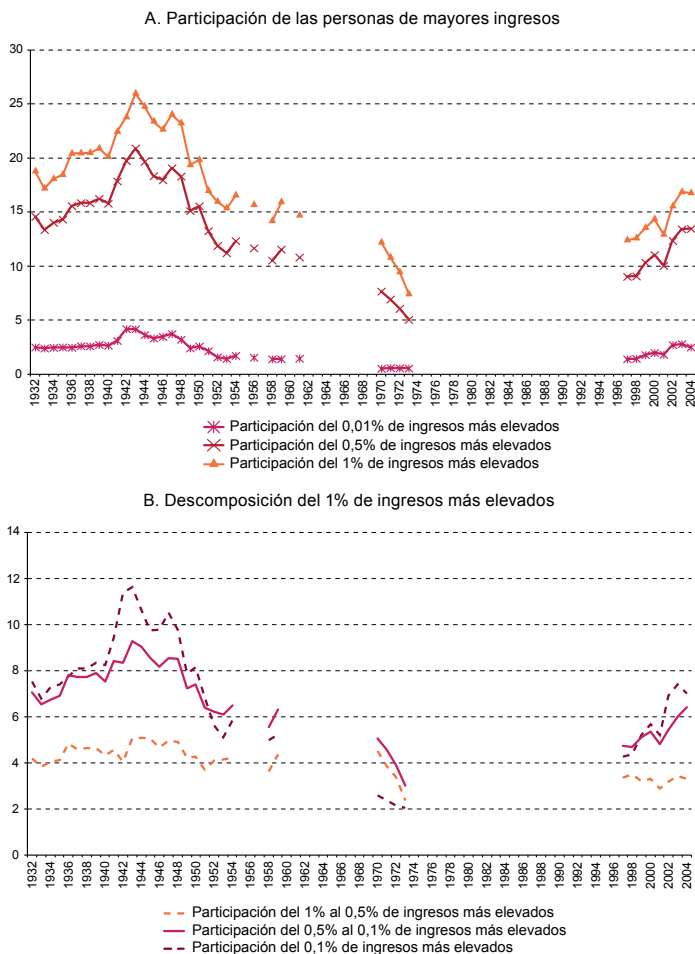 A. Participación de las personas de mayores ingresos
30
25
20
15
10
5
0
1932 1934 1936 1938 1940 1942 1944 1946 1948 1950 1952 1954 1956 1958 1960 1962 1964 1966 1968 1970 1972 1974 1976 1978 1980 1982 1984 1986 1988 1990 1992 1994 1996 1998 2000 2002 2004
Participación del 0,01% de ingresos más elevados
Participación del 0,5% de ingresos más elevados
Participación del 1% de ingresos más elevados
B. Descomposición del 1% de ingresos más elevados
14
12
10
8
6
4
2
0
1932 1934 1936 1938 1940 1942 1944 1946 1948 1950 1952 1954 1956 1958 1960 1962 1964 1966 1968 1970 1972 1974 1976 1978 1980 1982 1984 1986 1988 1990 1992 1994 1996 1998 2000 2002 2004
Participación del 1% al 0,5% de ingresos más elevados
Participación del 0,5% al 0,1% de ingresos más elevados
Participación del 0,1% de ingresos más elevados